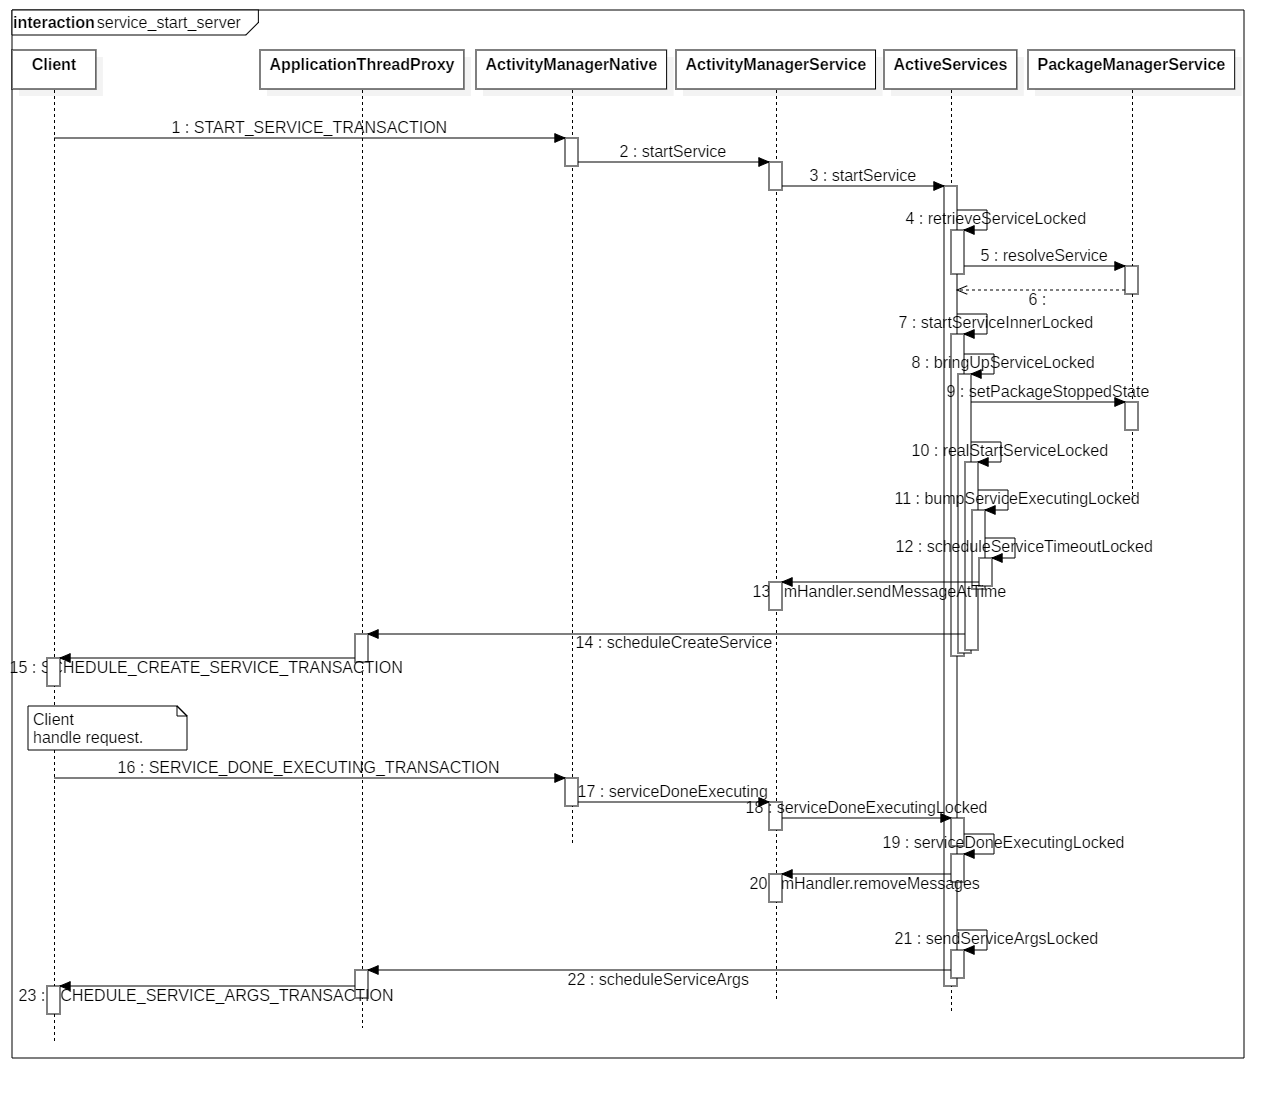 interaction service_start_server
Client
ApplicationThreadProxy
ActivityManagerNative
ActivityManagerService
ActiveServices
PackageManagerService
1 : START_SERVICE_TRANSACTION
2 : startService
3 : startService
4 : retrieveServiceLocked
5 : resolveService
6 :
7 : startServiceInnerLocked
8 : bringUpServiceLocked
9 : setPackageStoppedState
10 : realStartServiceLocked
11 : bumpServiceExecutingLocked
12 : scheduleServiceTimeoutLocked
13 : mHandler.sendMessageAtTime
14 : scheduleCreateService
15 : SCHEDULE_CREATE_SERVICE_TRANSACTION
Client
handle request.
16 : SERVICE_DONE_EXECUTING_TRANSACTION
17 : serviceDoneExecuting
18 : serviceDoneExecutingLocked
19 : serviceDoneExecutingLocked
20 : mHandler.removeMessages
21 : sendServiceArgsLocked
22 : scheduleServiceArgs
23 : SCHEDULE_SERVICE_ARGS_TRANSACTION